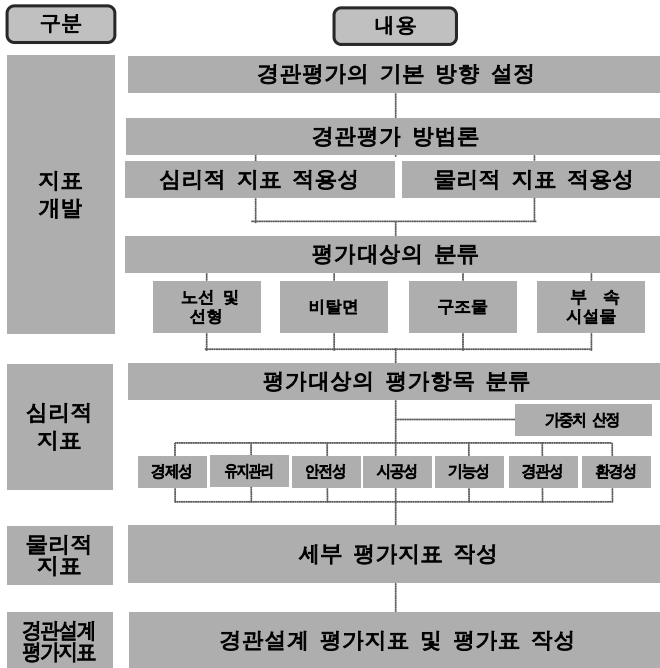 구분
내용
지표
개발
경관평가의 기본 방향 설정
경관평가 방법론
심리적 지표 적용성
물리적 지표 적용성
평가대상의 분류
노선 및
선형
비탈면
구조물
부 속
시설물
심리적
지표
평가대상의 평가항목 분류
가중치 산정
경제성
유지관리
안전성
시공성
기능성
경관성
환경성
물리적
지표
세부 평가지표 작성
경관설계
평가지표
경관설계 평가지표 및 평가표 작성